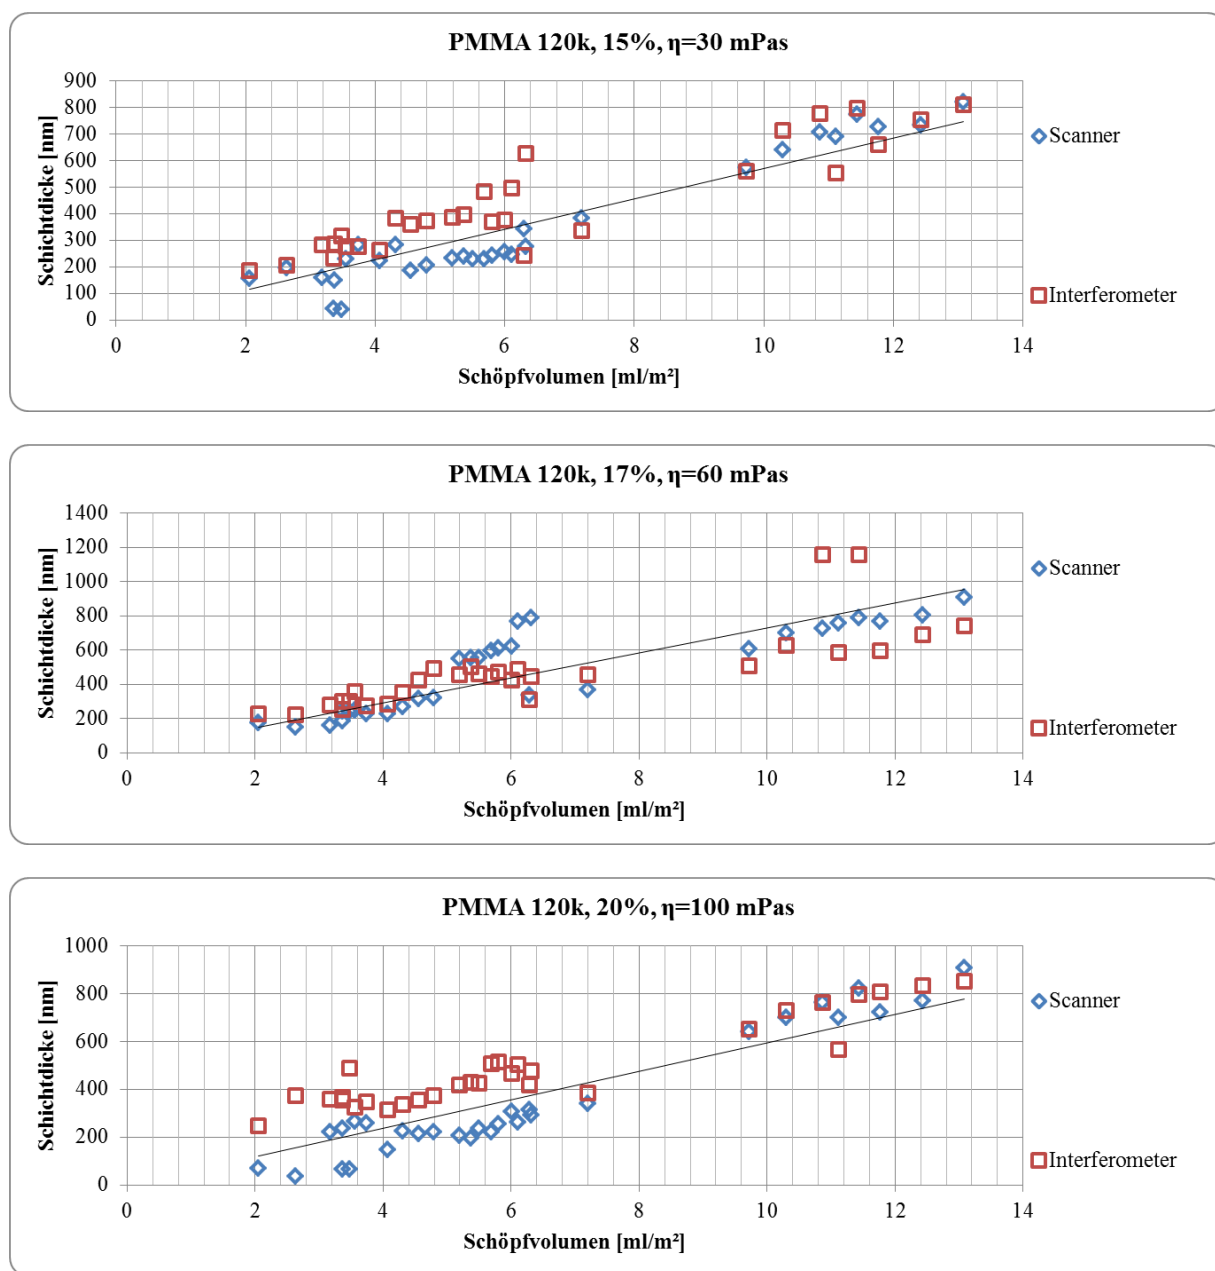 PMMA 120k, 15%, η=30 mPas
900
800
700
600
500
400
300
200
100
0
Schichtdicke [nm]
0 2 4 6 8 10 12 14
Schöpfvolumen [ml/m²]
Scanner
Interferometer
PMMA 120k, 17%, η=60 mPas
1400
1200
1000
800
600
400
200
0
Schichtdicke [nm]
0 2 4 6 8 10 12 14
Schöpfvolumen [ml/m²]
Scanner
Interferometer
PMMA 120k, 20%, η=100 mPas
1000
800
600
400
200
0
Schichtdicke [nm]
0 2 4 6 8 10 12 14
Schöpfvolumen [ml/m²]
Scanner
Interferometer